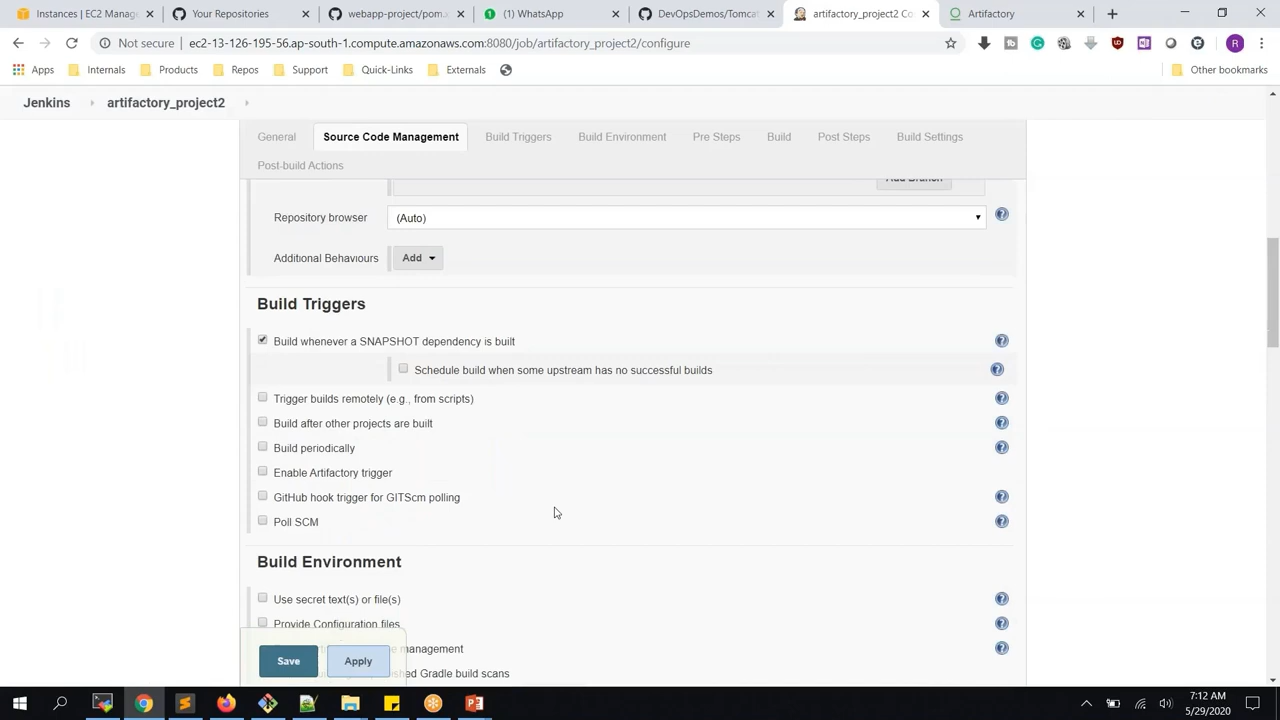 Instances | EC2 Manag
Your Repositories
webapp-project/pom.x
(1) WhatsApp
DevOpsDemos/Tomcat
artifactory_project2 Co
Artifactory
Not secure
ec2-13-126-195-56.ap-south-1.compute.amazonaws.com:8080/job/artifactory_project2/configure
R
Apps
Internals
Products
Repos
Support
Quick-Links
Externals
Other bookmarks
Jenkins
artifactory_project2
General
Source Code Management
Build Triggers
Build Environment
Pre Steps
Build
Post Steps
Build Settings
Post-build Actions
Repository browser
(Auto)
Additional Behaviours
Add
Build Triggers
Build whenever a SNAPSHOT dependency is built
Schedule build when some upstream has no successful builds
Trigger builds remotely (e.g., from scripts)
Build after other projects are built
Build periodically
Enable Artifactory trigger
GitHub hook trigger for GITScm polling
Poll SCM
Build Environment
Use secret text(s) or file(s)
Provide Configuration files
management
Save
Apply
Gradle build scans
7:12 AM
5/29/2020